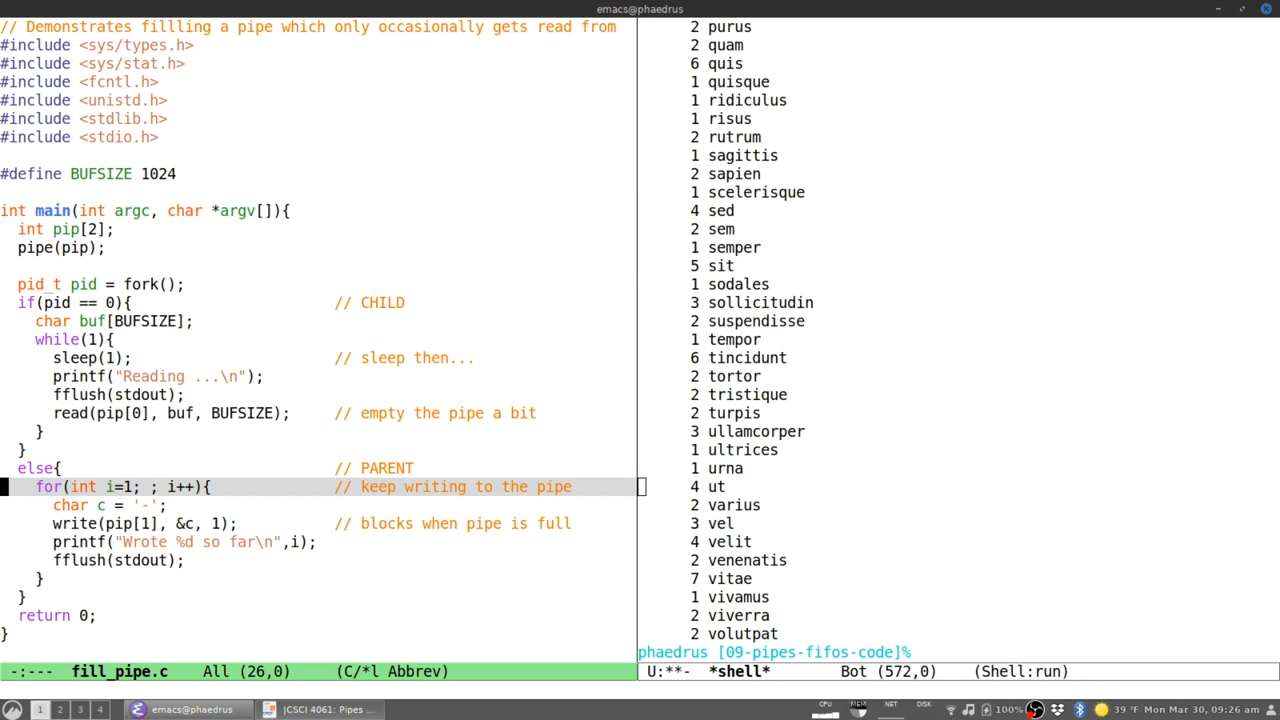 emacs@phaedrus
// Demonstrates fillling a pipe which only occasionally gets read from
#include <sys/types.h>
#include <sys/stat.h>
#include <fcntl.h>
#include <unistd.h>
#include <stdlib.h>
#include <stdio.h>
#define BUFSIZE 1024
int main(int argc, char *argv[]){
int pip[2];
pipe(pip);
pid_t pid = fork();
if(pid == 0){ // CHILD
char buf[BUFSIZE];
while(1){
sleep(1); // sleep then...
printf("Reading ...\n");
fflush(stdout);
read(pip[0], buf, BUFSIZE); // empty the pipe a bit
}
}
else{ // PARENT
for(int i=1; ; i++){ // keep writing to the pipe
char c = '-';
write(pip[1], &c, 1); // blocks when pipe is full
printf("Wrote %d so far\n",i);
fflush(stdout);
}
}
return 0;
}
-:--- fill_pipe.c All (26,0) (C/*l Abbrev)
2 purus
2 quam
6 quis
1 quisque
1 ridiculus
1 risus
2 rutrum
1 sagittis
2 sapien
1 scelerisque
4 sed
2 sem
1 semper
5 sit
1 sodales
3 sollicitudin
2 suspendisse
1 tempor
6 tincidunt
2 tortor
2 tristique
2 turpis
3 ullamcorper
1 ultrices
1 urna
4 ut
2 varius
3 vel
4 velit
2 venenatis
7 vitae
1 vivamus
2 viverra
2 volutpat
phaedrus [09-pipes-fifos-code]%
U:**- *shell* Bot (572,0) (Shell:run)
1 2 3 4 emacs@phaedrus |CSCI 4061: Pipes ... CPU MEM NET DISK 100% 39 °F Mon Mar 30, 09:26 am